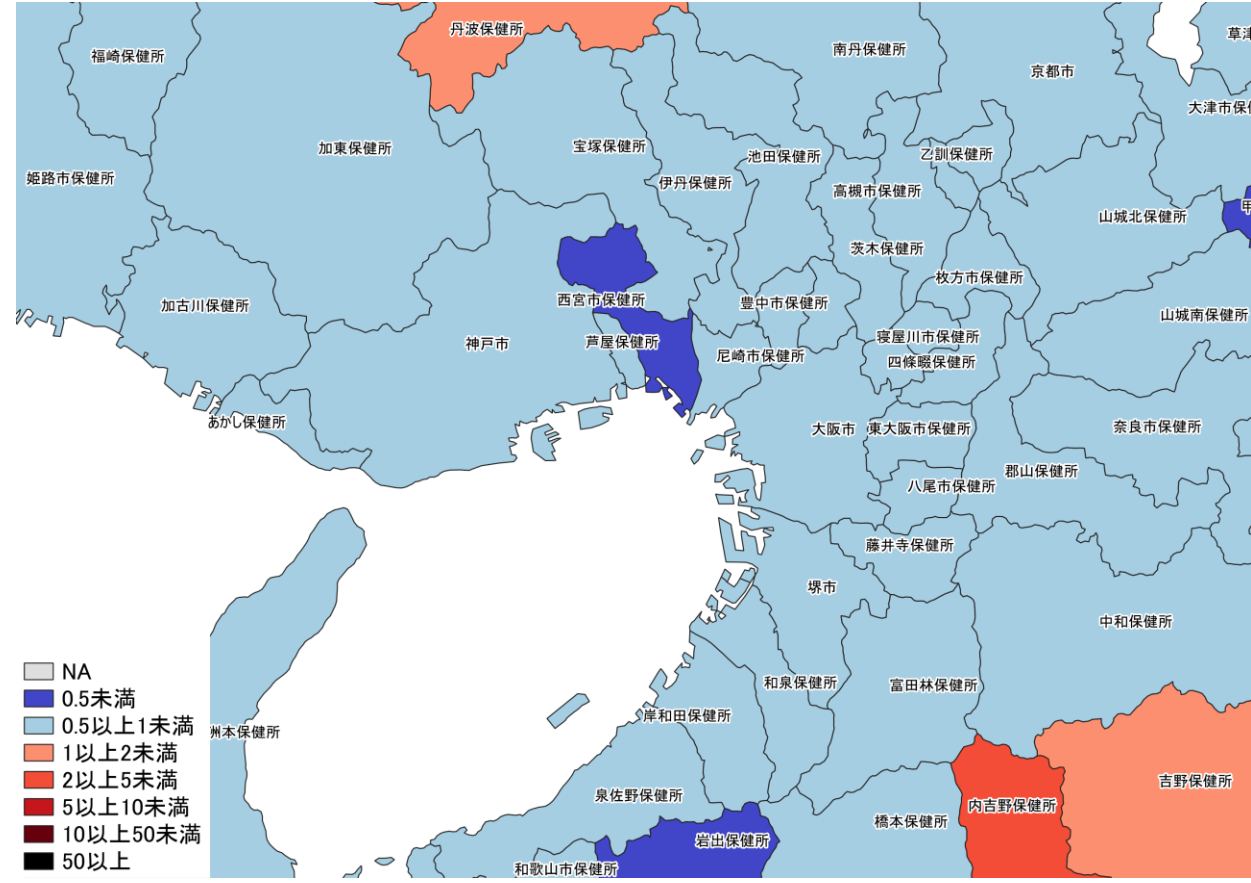 丹波保健所
福崎保健所
南丹保健所
草津
京都市
大津市保健
加東保健所
宝塚保健所
池田保健所
乙訓保健所
姫路市保健所
伊丹保健所
高槻市保健所
甲
山城北保健所
茨木保健所
枚方市保健所
加古川保健所
西宮市保健所
豊中市保健所
山城南保健所
神戸市
芦屋保健所
寝屋川市保健所
尼崎市保健所
四條畷保健所
あかし保健所
大阪市
東大阪市保健所
奈良市保健所
郡山保健所
八尾市保健所
藤井寺保健所
堺市
中和保健所
和泉保健所
富田林保健所
岸和田保健所
洲本保健所
吉野保健所
泉佐野保健所
内吉野保健所
橋本保健所
岩出保健所
和歌山市保健所
NA
0.5未満
0.5以上1未満
1以上2未満
2以上5未満
5以上10未満
10以上50未満
50以上